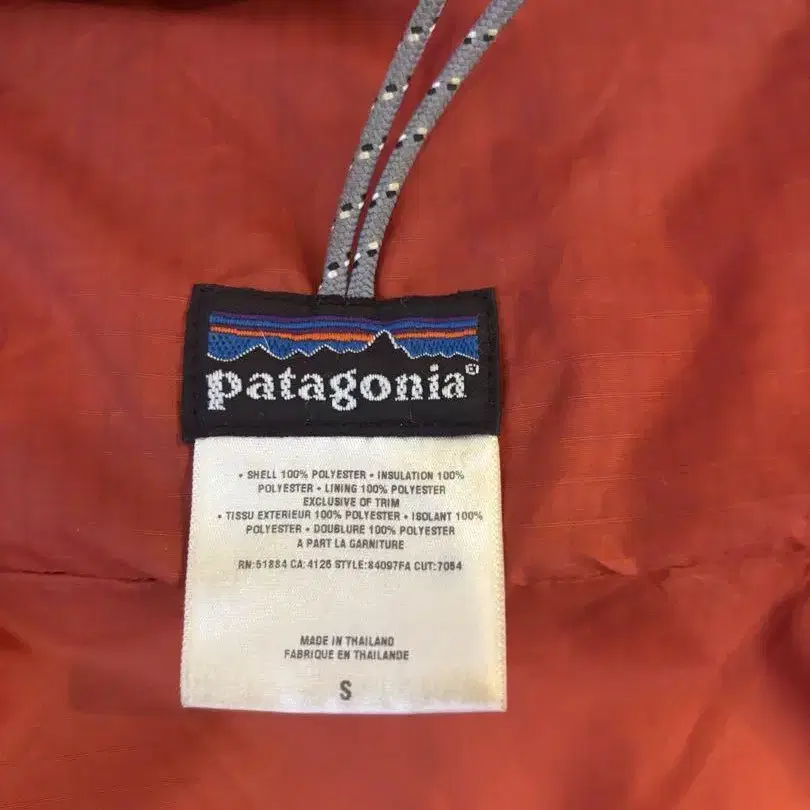 patagonia®
• SHELL 100% POLYESTER • INSULATION 100%
POLYESTER • LINING 100% POLYESTER
EXCLUSIVE OF TRIM
• TISSU EXTERIEUR 100% POLYESTER • ISOLANT 100%
POLYESTER • DOUBLURE 100% POLYESTER
A PART LA GARNITURE
RN:51884 CA:4126 STYLE:84097FA CUT:7054
MADE IN THAILAND
FABRIQUE EN THAILANDE
S